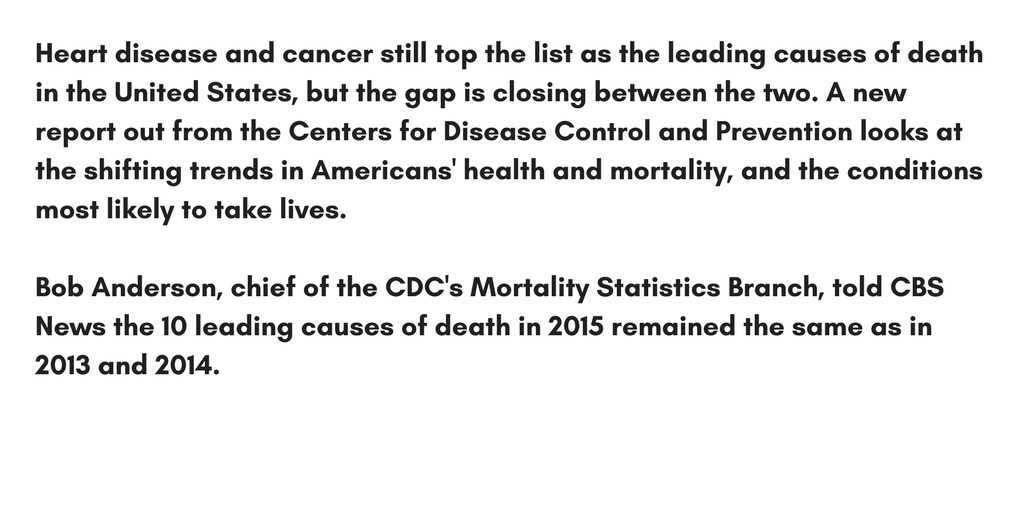 Heart disease and cancer still top the list as the leading causes of death
in the United States, but the gap is closing between the two. A new
report out from the Centers for Disease Control and Prevention looks at
the shifting trends in Americans' health and mortality, and the conditions
most likely to take lives.
Bob Anderson, chief of the CDC's Mortality Statistics Branch, told CBS
News the 10 leading causes of death in 2015 remained the same as in
2013 and 2014.